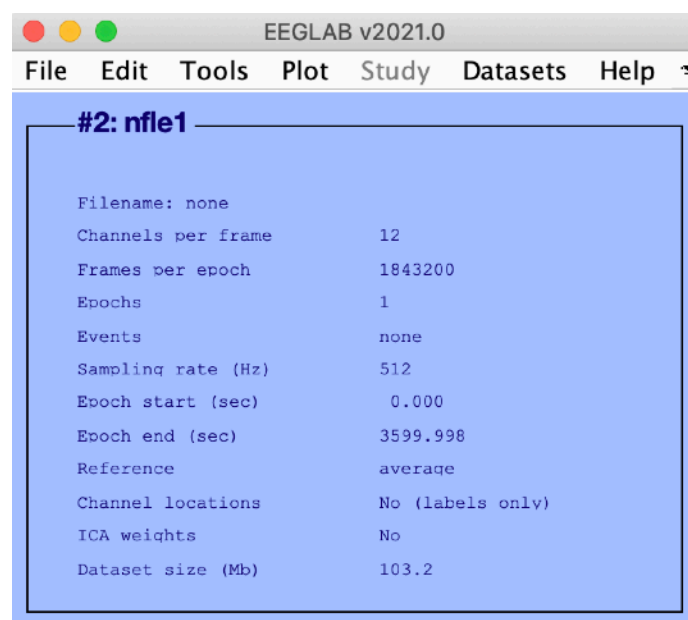 EEGLAB v2021.0
File Edit Tools Plot Study Datasets Help
#2: nfle1
Filename: none
Channels per frame 12
Frames per epoch 1843200
Epochs 1
Events none
Sampling rate (Hz) 512
Epoch start (sec) 0.000
Epoch end (sec) 3599.998
Reference average
Channel locations No (labels only)
ICA weights No
Dataset size (Mb) 103.2